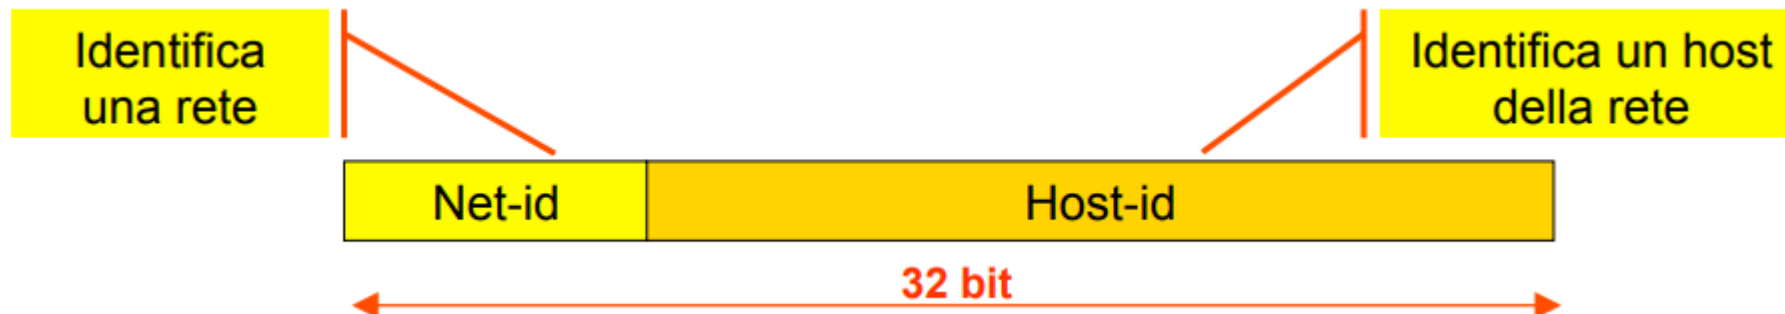 Identifica
una rete
Identifica un host
della rete
Net-id
Host-id
32 bit